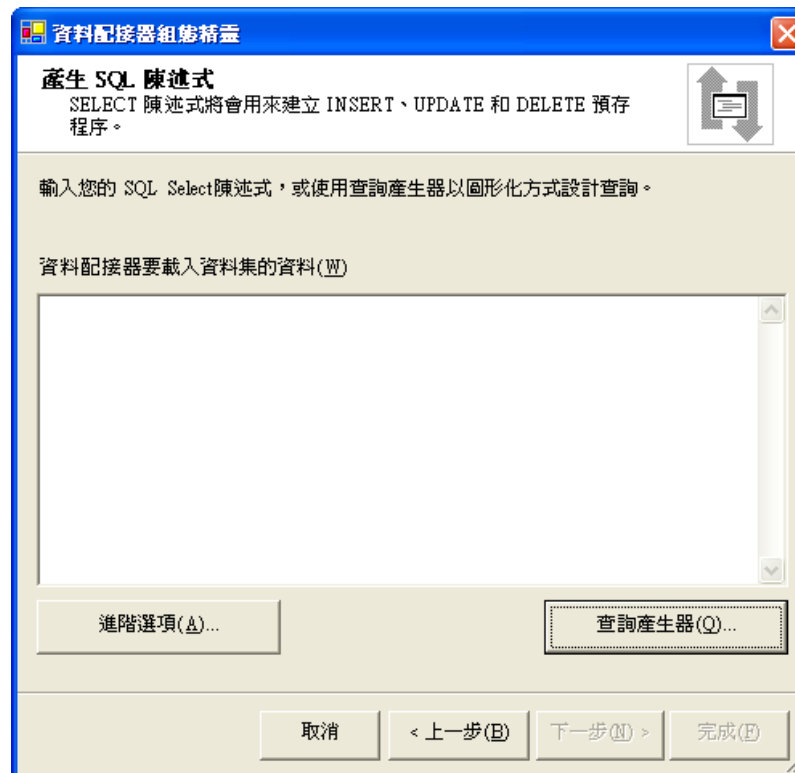 資料配接器組態精靈
產生 SQL 陳述式
SELECT 陳述式將會用來建立 INSERT、UPDATE 和 DELETE 預存
程序。
輸入您的 SQL Select陳述式，或使用查詢產生器以圖形化方式設計查詢。
資料配接器要載入資料集的資料(W)
進階選項(A)...
查詢產生器(Q)...
取消
< 上一步(B)
下一步(N) >
完成(F)